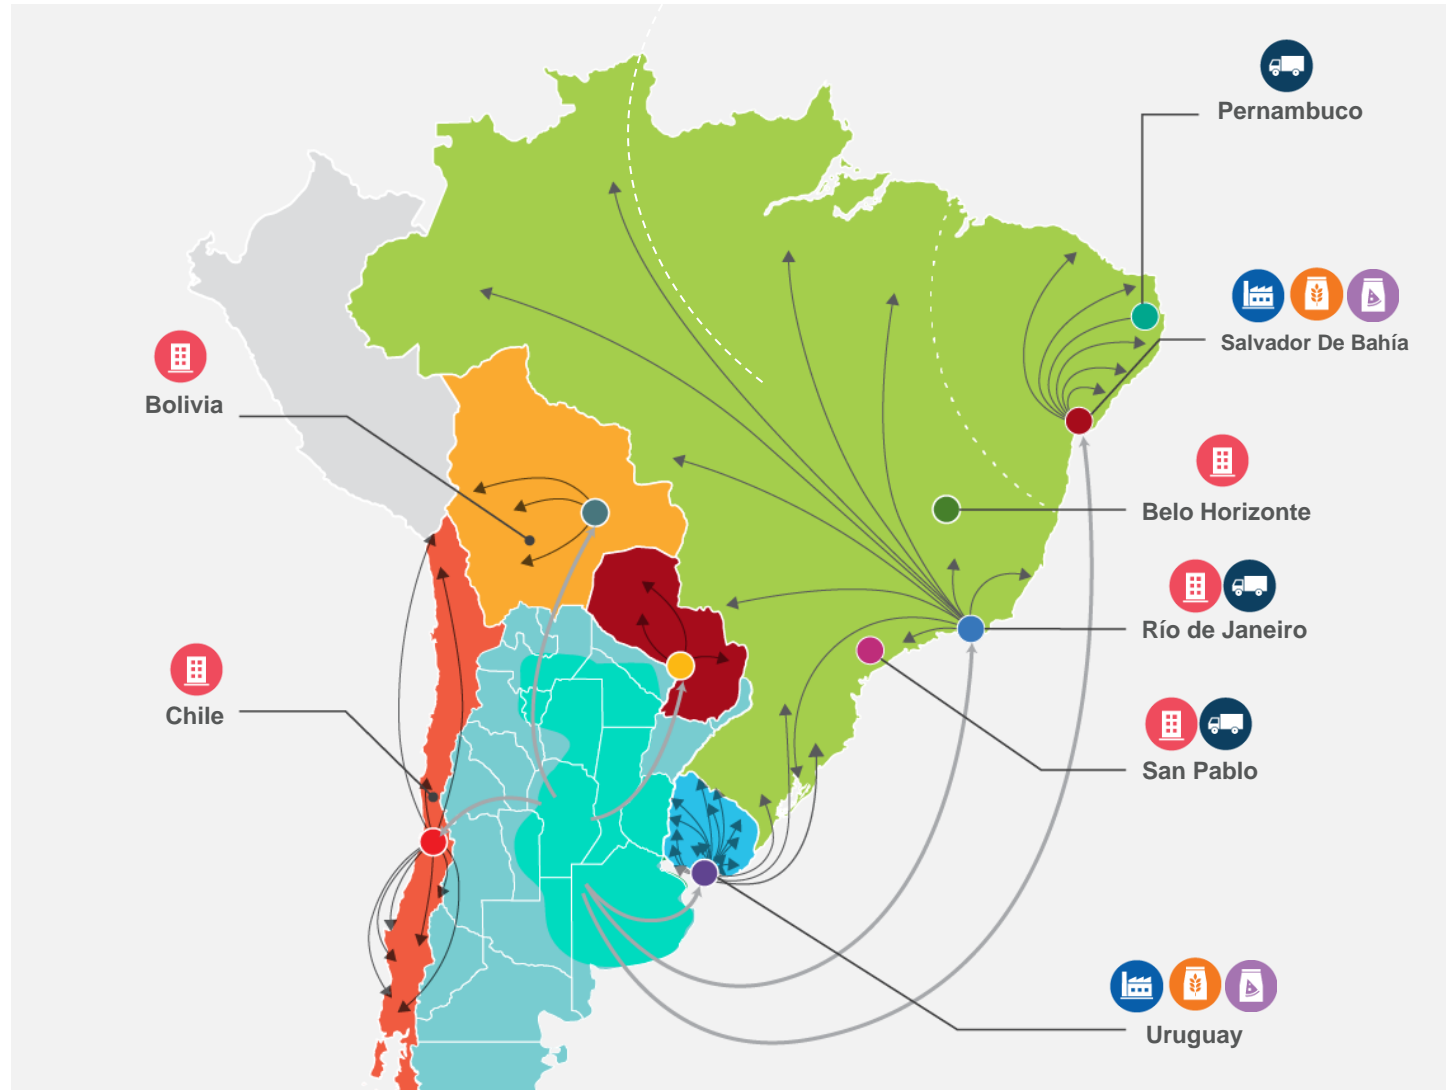 Pernambuco
Salvador De Bahía
Bolivia
Belo Horizonte
Río de Janeiro
Chile
San Pablo
Uruguay